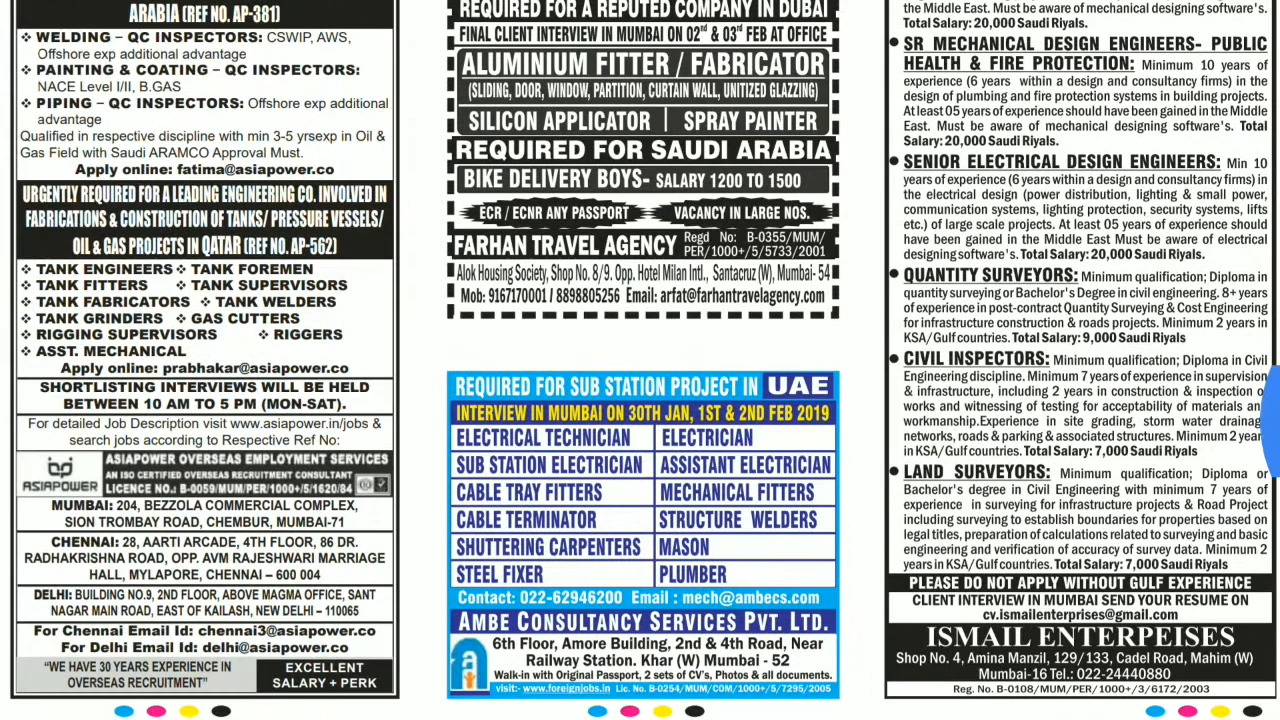 ARABIA (REF NO. AP-381)
❖ WELDING – QC INSPECTORS: CSWIP, AWS,
Offshore exp additional advantage
❖ PAINTING & COATING – QC INSPECTORS:
NACE Level I/II, B.GAS
❖ PIPING – QC INSPECTORS: Offshore exp additional
advantage
Qualified in respective discipline with min 3-5 yrsexp in Oil &
Gas Field with Saudi ARAMCO Approval Must.
Apply online: fatima@asiapower.co
URGENTLY REQUIRED FOR A LEADING ENGINEERING CO. INVOLVED IN
FABRICATIONS & CONSTRUCTION OF TANKS/ PRESSURE VESSELS/
OIL & GAS PROJECTS IN QATAR (REF NO. AP-562)
❖ TANK ENGINEERS ❖ TANK FOREMEN
❖ TANK FITTERS ❖ TANK SUPERVISORS
❖ TANK FABRICATORS ❖ TANK WELDERS
❖ TANK GRINDERS ❖ GAS CUTTERS
❖ RIGGING SUPERVISORS ❖ RIGGERS
❖ ASST. MECHANICAL
Apply online: prabhakar@asiapower.co
SHORTLISTING INTERVIEWS WILL BE HELD
BETWEEN 10 AM TO 5 PM (MON-SAT).
For detailed Job Description visit www.asiapower.in/jobs &
search jobs according to Respective Ref No:
ASIAPOWER
ASIAPOWER OVERSEAS EMPLOYMENT SERVICES
AN ISO CERTIFIED OVERSEAS RECRUITMENT CONSULTANT
LICENCE NO.: B-0059/MUM/PER/1000+/5/1620/84
MUMBAI: 204, BEZZOLA COMMERCIAL COMPLEX,
SION TROMBAY ROAD, CHEMBUR, MUMBAI-71
CHENNAI: 28, AARTI ARCADE, 4TH FLOOR, 86 DR.
RADHAKRISHNA ROAD, OPP. AVM RAJESHWARI MARRIAGE
HALL, MYLAPORE, CHENNAI – 600 004
DELHI: BUILDING NO.9, 2ND FLOOR, ABOVE MAGMA OFFICE, SANT
NAGAR MAIN ROAD, EAST OF KAILASH, NEW DELHI – 110065
For Chennai Email Id: chennai3@asiapower.co
For Delhi Email Id: delhi@asiapower.co
“WE HAVE 30 YEARS EXPERIENCE IN
OVERSEAS RECRUITMENT”
EXCELLENT
SALARY + PERK
REQUIRED FOR A REPUTED COMPANY IN DUBAI
FINAL CLIENT INTERVIEW IN MUMBAI ON 02nd & 03rd FEB AT OFFICE
ALUMINIUM FITTER / FABRICATOR
(SLIDING, DOOR, WINDOW, PARTITION, CURTAIN WALL, UNITIZED GLAZZING)
SILICON APPLICATOR | SPRAY PAINTER
REQUIRED FOR SAUDI ARABIA
BIKE DELIVERY BOYS- SALARY 1200 TO 1500
ECR / ECNR ANY PASSPORT VACANCY IN LARGE NOS.
FARHAN TRAVEL AGENCY Regd No: B-0355/MUM/
PER/1000+/5/5733/2001
Alok Housing Society, Shop No. 8/9. Opp. Hotel Milan Intl., Santacruz (W), Mumbai- 54
Mob: 9167170001 / 8898805256 Email: arfat@farhantravelagency.com
REQUIRED FOR SUB STATION PROJECT IN UAE
INTERVIEW IN MUMBAI ON 30TH JAN, 1ST & 2ND FEB 2019
ELECTRICAL TECHNICIAN ELECTRICIAN
SUB STATION ELECTRICIAN ASSISTANT ELECTRICIAN
CABLE TRAY FITTERS MECHANICAL FITTERS
CABLE TERMINATOR STRUCTURE WELDERS
SHUTTERING CARPENTERS MASON
STEEL FIXER PLUMBER
Contact: 022-62946200 Email : mech@ambecs.com
AMBE CONSULTANCY SERVICES PVT. LTD.
6th Floor, Amore Building, 2nd & 4th Road, Near
Railway Station. Khar (W) Mumbai - 52
Walk-in with Original Passport, 2 sets of CV's, Photos & all documents.
visit:- www.foreignjobs.in Lic. No. B-0254/MUM/COM/1000+/5/7295/2005
the Middle East. Must be aware of mechanical designing software's.
Total Salary: 20,000 Saudi Riyals.
● SR MECHANICAL DESIGN ENGINEERS- PUBLIC
HEALTH & FIRE PROTECTION: Minimum 10 years of
experience (6 years within a design and consultancy firms) in the
design of plumbing and fire protection systems in building projects.
At least 05 years of experience should have been gained in the Middle
East. Must be aware of mechanical designing software's. Total
Salary: 20,000 Saudi Riyals.
● SENIOR ELECTRICAL DESIGN ENGINEERS: Min 10
years of experience (6 years within a design and consultancy firms) in
the electrical design (power distribution, lighting & small power,
communication systems, lighting protection, security systems, lifts
etc.) of large scale projects. At least 05 years of experience should
have been gained in the Middle East Must be aware of electrical
designing software's. Total Salary: 20,000 Saudi Riyals.
● QUANTITY SURVEYORS: Minimum qualification; Diploma in
quantity surveying or Bachelor's Degree in civil engineering. 8+ years
of experience in post-contract Quantity Surveying & Cost Engineering
for infrastructure construction & roads projects. Minimum 2 years in
KSA/Gulf countries. Total Salary: 9,000 Saudi Riyals
● CIVIL INSPECTORS: Minimum qualification; Diploma in Civil
Engineering discipline. Minimum 7 years of experience in supervision
& infrastructure, including 2 years in construction & inspection o
works and witnessing of testing for acceptability of materials an
workmanship.Experience in site grading, storm water drainag
networks, roads & parking & associated structures. Minimum 2 year
in KSA/Gulf countries. Total Salary: 7,000 Saudi Riyals
● LAND SURVEYORS: Minimum qualification; Diploma or
Bachelor's degree in Civil Engineering with minimum 7 years of
experience in surveying for infrastructure projects & Road Project
including surveying to establish boundaries for properties based on
legal titles, preparation of calculations related to surveying and basic
engineering and verification of accuracy of survey data. Minimum 2
years in KSA/Gulf countries. Total Salary: 7,000 Saudi Riyals
PLEASE DO NOT APPLY WITHOUT GULF EXPERIENCE
CLIENT INTERVIEW IN MUMBAI SEND YOUR RESUME ON
cv.ismailenterprises@gmail.com
ISMAIL ENTERPEISES
Shop No. 4, Amina Manzil, 129/133, Cadel Road, Mahim (W)
Mumbai-16 Tel.: 022-24440880
Reg. No. B-0108/MUM/PER/1000+/3/6172/2003